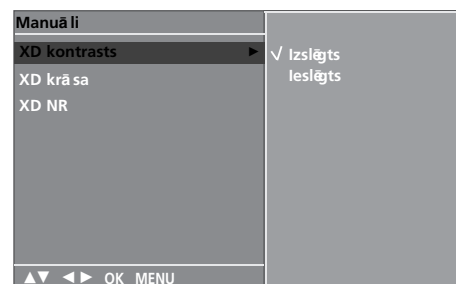 Manuāli
XD kontrasts ►
√ Izslēgts
Ieslēgts
XD krāsa
XD NR
▲▼ ◄► OK MENU